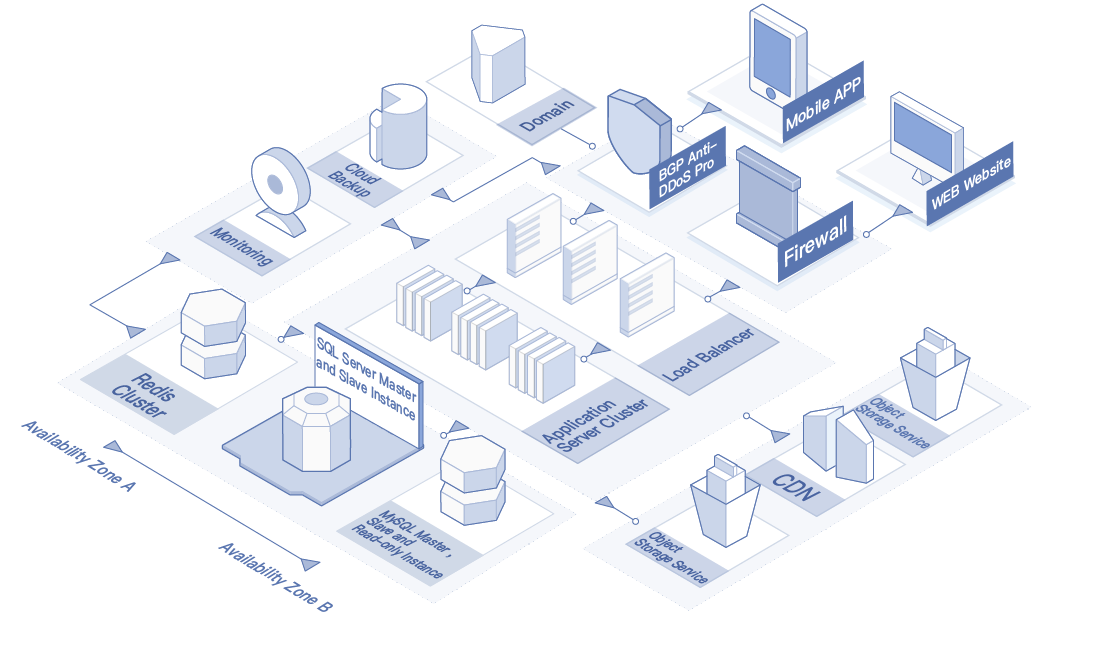 Mobile APP
Domain
BGP Anti-
DDoS Pro
WEB Website
Cloud
Backup
Firewall
Monitoring
SQL Server Master
and Slave Instance
Load Balancer
Redis
Cluster
Application
Server Cluster
Object
Storage Service
CDN
Availability Zone A
MySQL Master,
Slave and
Read-only Instance
Object
Storage Service
Availability Zone B